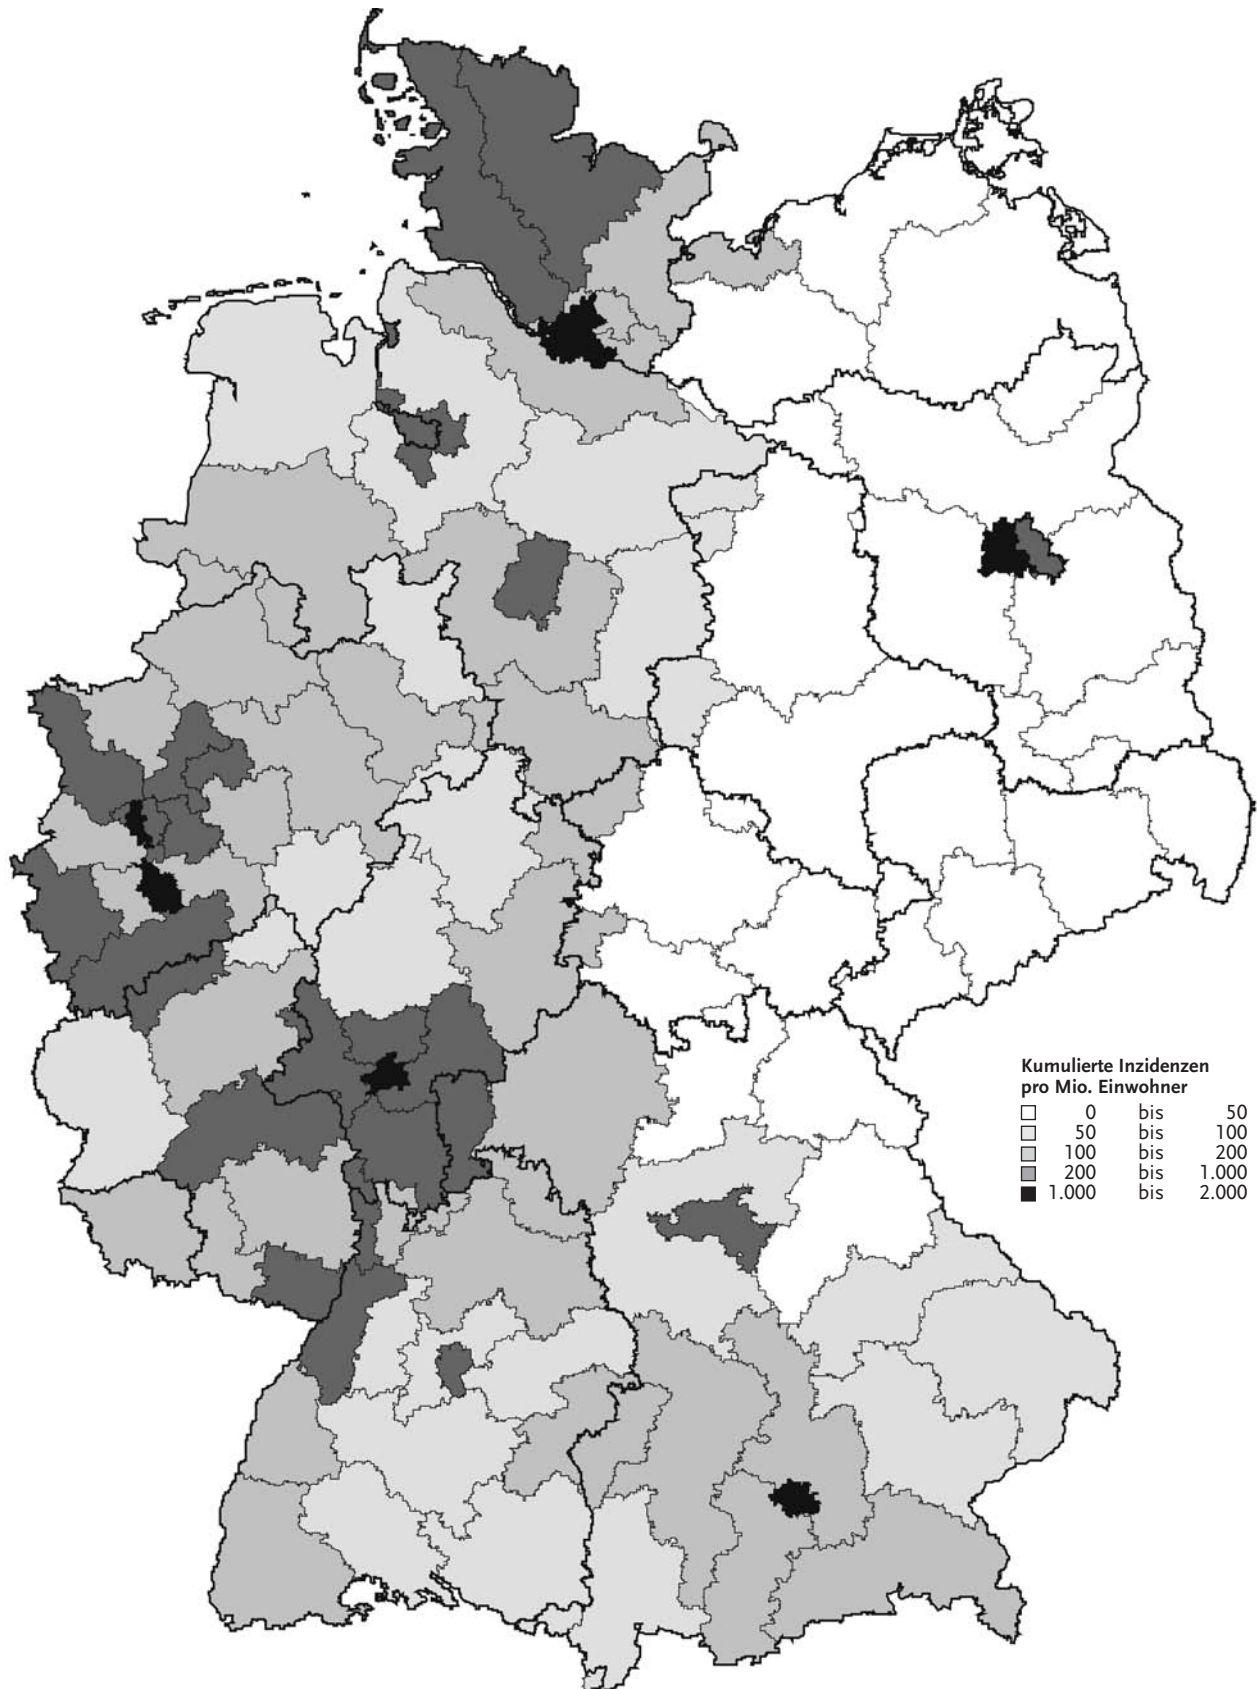 Kumulierte Inzidenzen
pro Mio. Einwohner
0 bis 50
50 bis 100
100 bis 200
200 bis 1.000
1.000 bis 2.000